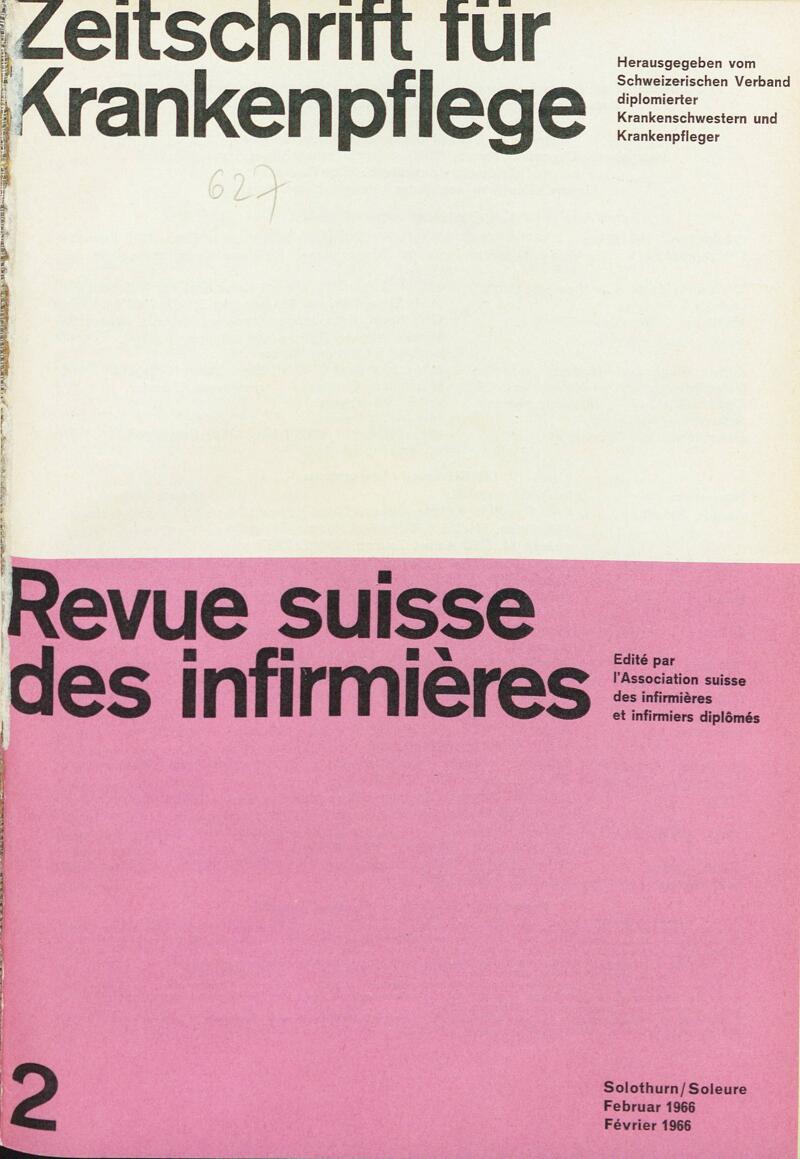 Zeitschrift für
Krankenpflege
Herausgegeben vom
Schweizerischen Verband
diplomierter
Krankenschwestern und
Krankenpfleger
627
Revue suisse
des infirmières
Edité par
l'Association suisse
des infirmières
et infirmiers diplômés
2
Solothurn/Soleure
Februar 1966
Février 1966